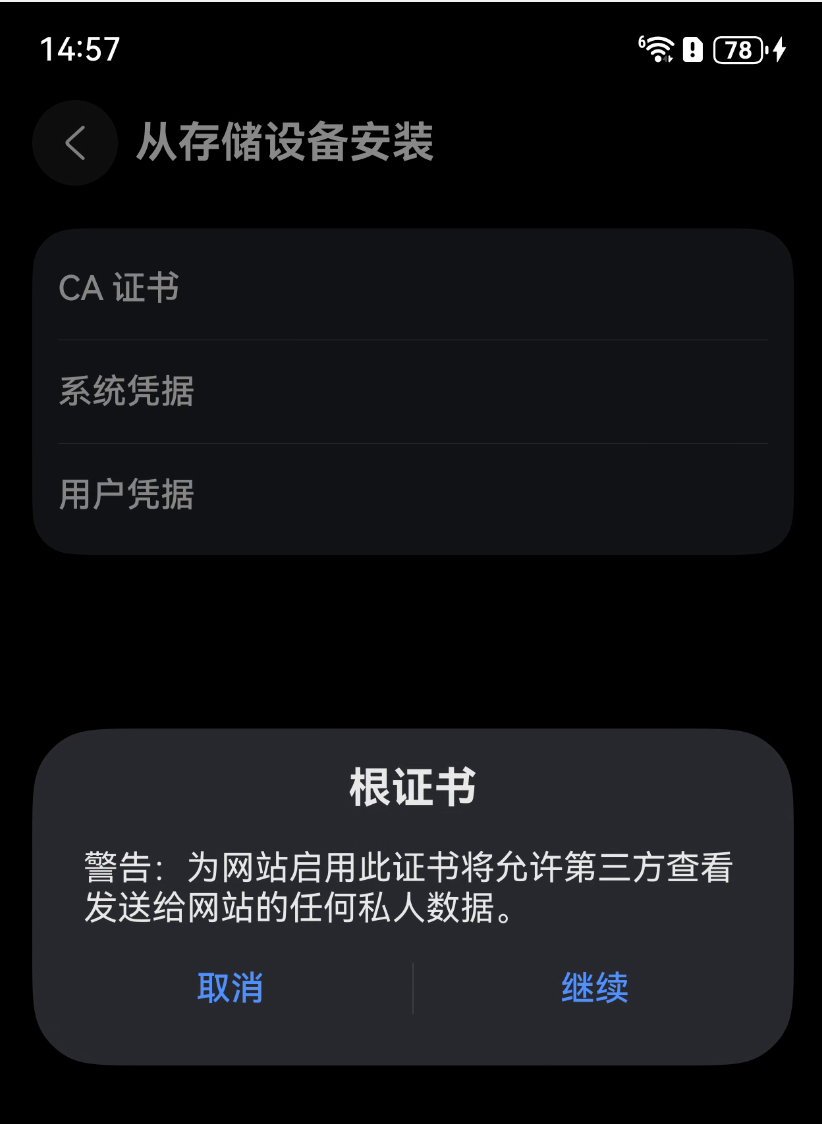 14:57
6
78
从存储设备安装
CA 证书
系统凭据
用户凭据
根证书
警告：为网站启用此证书将允许第三方查看
发送给网站的任何私人数据。
取消
继续